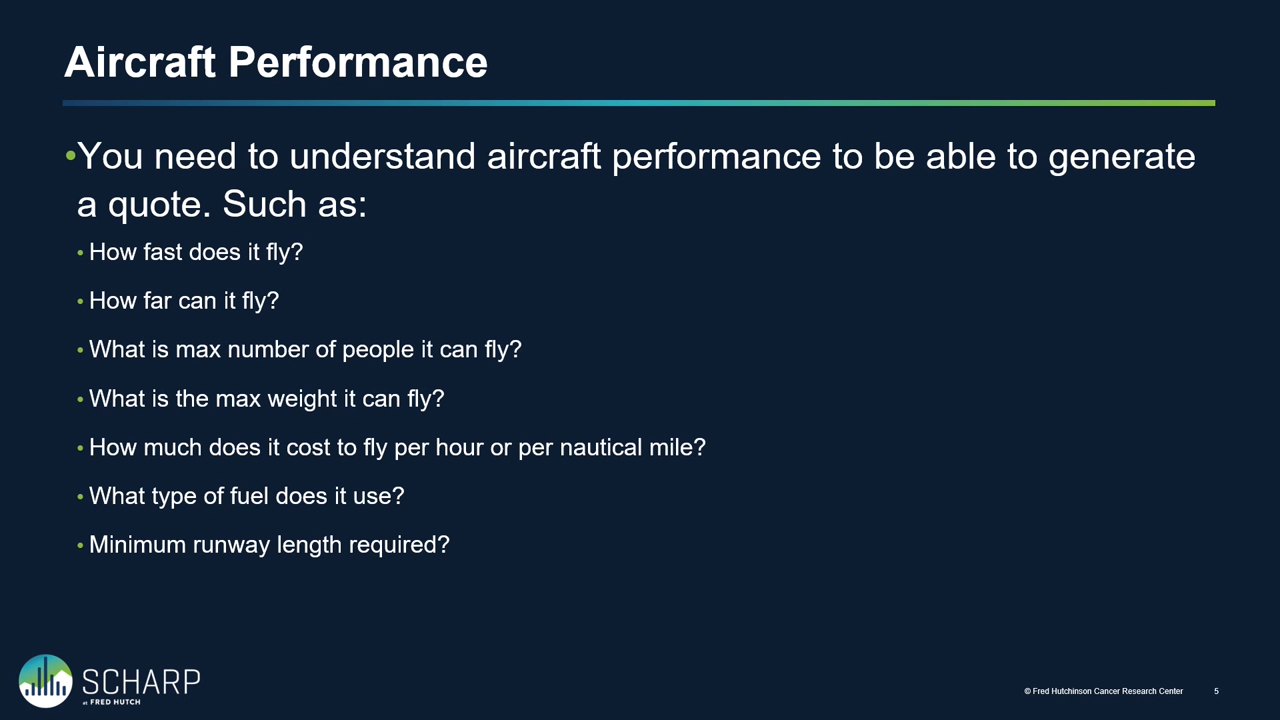 Aircraft Performance
•You need to understand aircraft performance to be able to generate
a quote. Such as:
• How fast does it fly?
• How far can it fly?
• What is max number of people it can fly?
• What is the max weight it can fly?
• How much does it cost to fly per hour or per nautical mile?
• What type of fuel does it use?
• Minimum runway length required?
SCHARP
at FRED HUTCH
© Fred Hutchinson Cancer Research Center 5